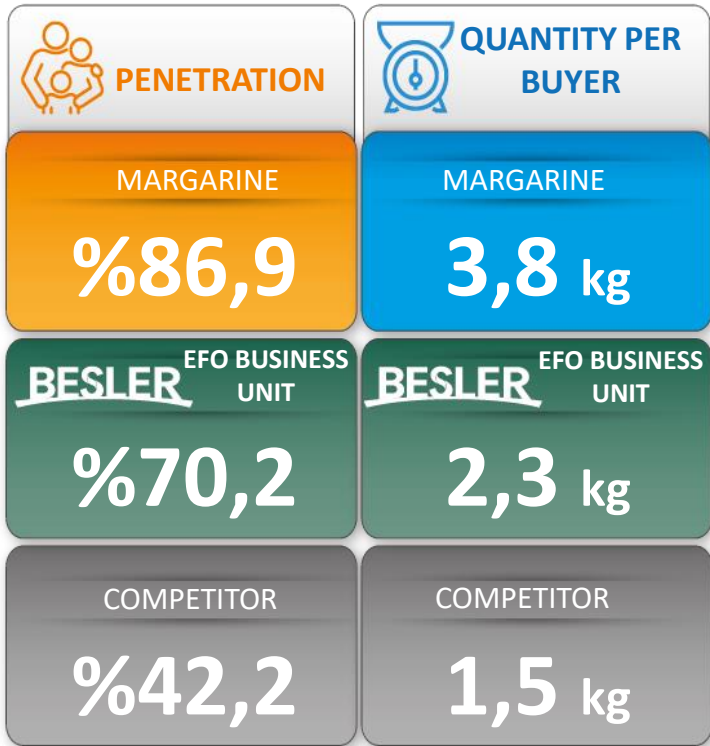 PENETRATION
QUANTITY PER
BUYER
MARGARINE
%86,9
MARGARINE
3,8 kg
BESLER EFO BUSINESS
UNIT
%70,2
BESLER EFO BUSINESS
UNIT
2,3 kg
COMPETITOR
%42,2
COMPETITOR
1,5 kg